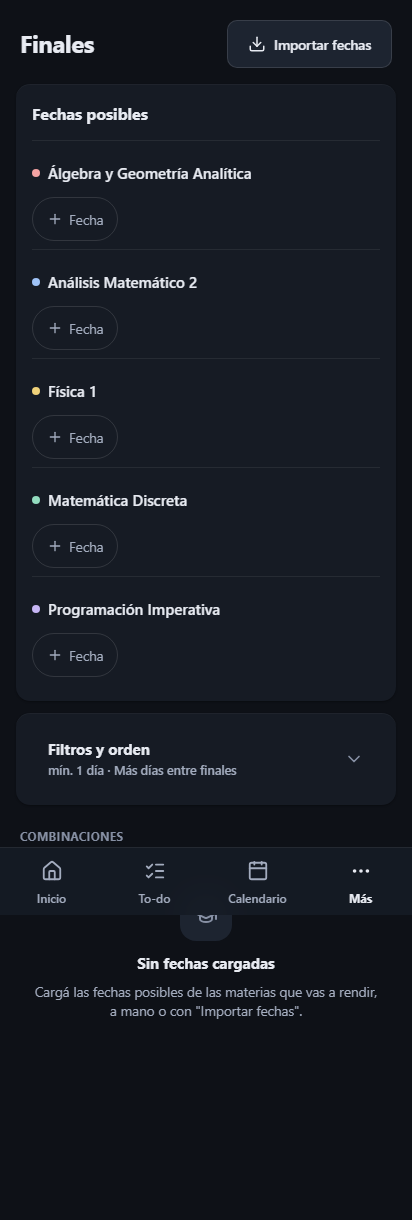 Finales
Importar fechas
Fechas posibles
Álgebra y Geometría Analítica
+ Fecha
Análisis Matemático 2
+ Fecha
Física 1
+ Fecha
Matemática Discreta
+ Fecha
Programación Imperativa
+ Fecha
Filtros y orden
mín. 1 día · Más días entre finales
COMBINACIONES
Inicio
To-do
Calendario
Más
Sin fechas cargadas
Cargá las fechas posibles de las materias que vas a rendir,
a mano o con "Importar fechas".